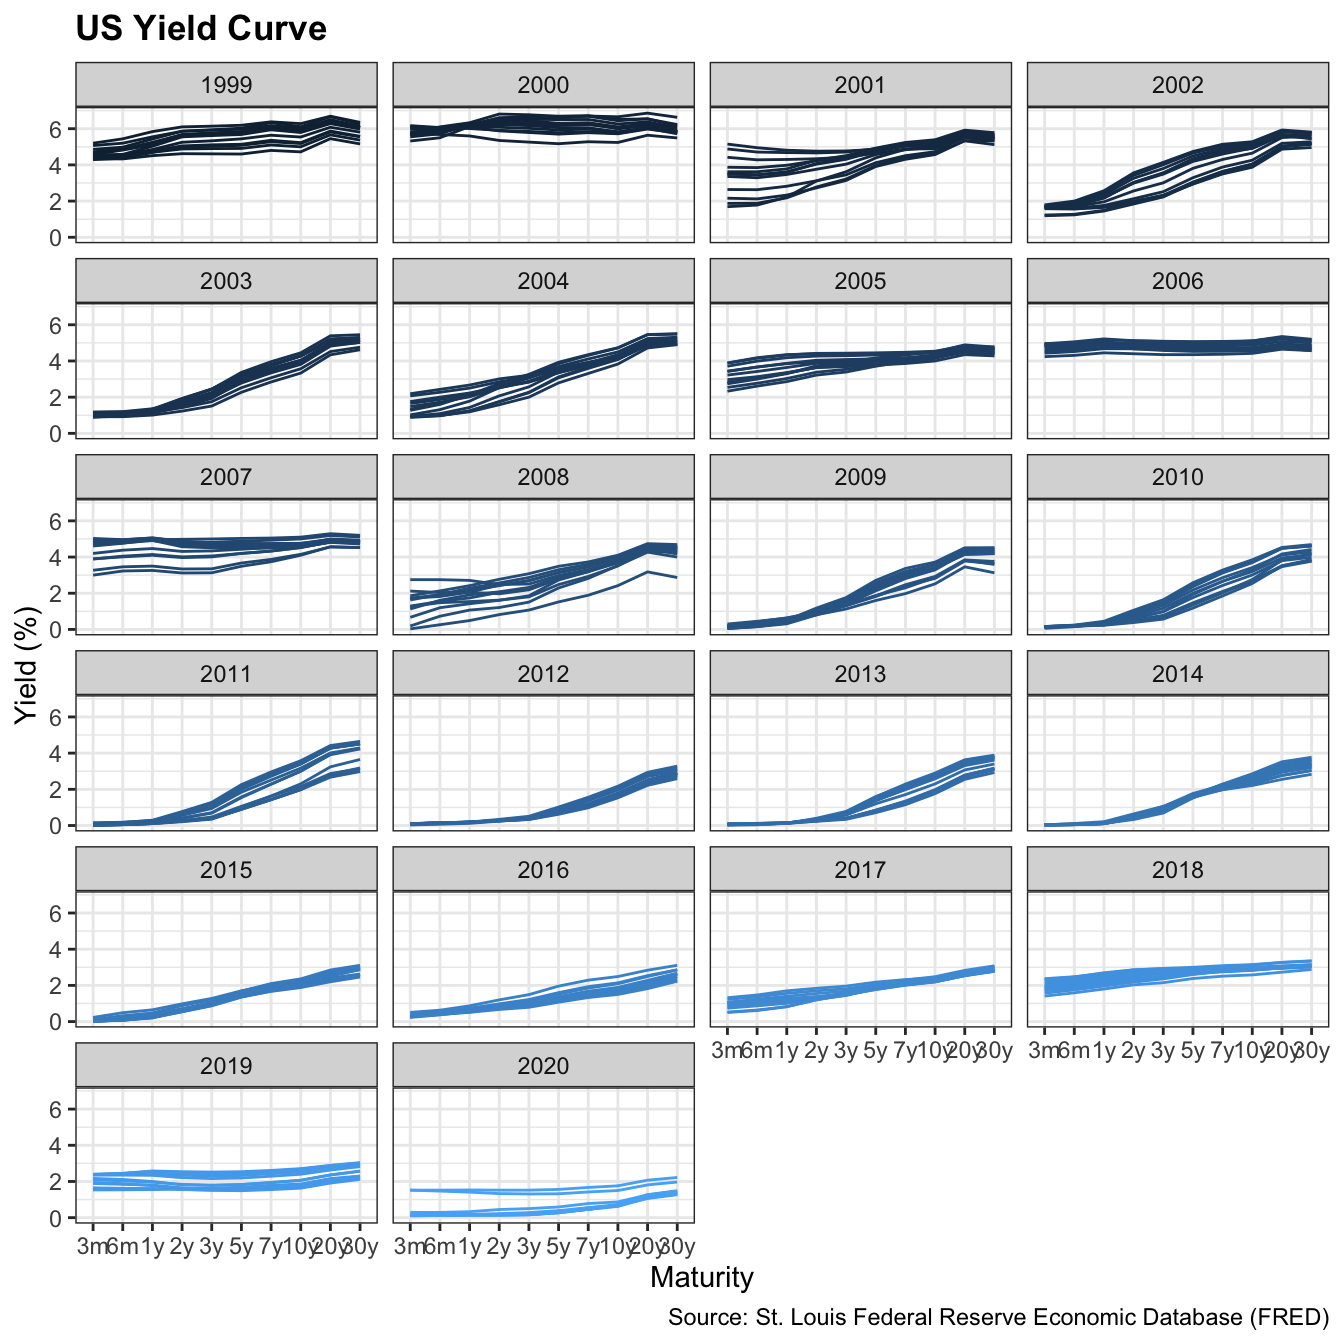 US Yield Curve
1999 2000 2001 2002
6
4
2
0
2003 2004 2005 2006
6
4
2
0
2007 2008 2009 2010
6
4
2
0
Yield (%)
2011 2012 2013 2014
6
4
2
0
2015 2016 2017 2018
6
4
2
0
3m 6m 1y 2y 3y 5y 7y 10y 20y 30y 3m 6m 1y 2y 3y 5y 7y 10y 20y 30y
2019 2020
6
4
2
0
3m 6m 1y 2y 3y 5y 7y 10y 20y 30y 3m 6m 1y 2y 3y 5y 7y 10y 20y 30y
Maturity
Source: St. Louis Federal Reserve Economic Database (FRED)